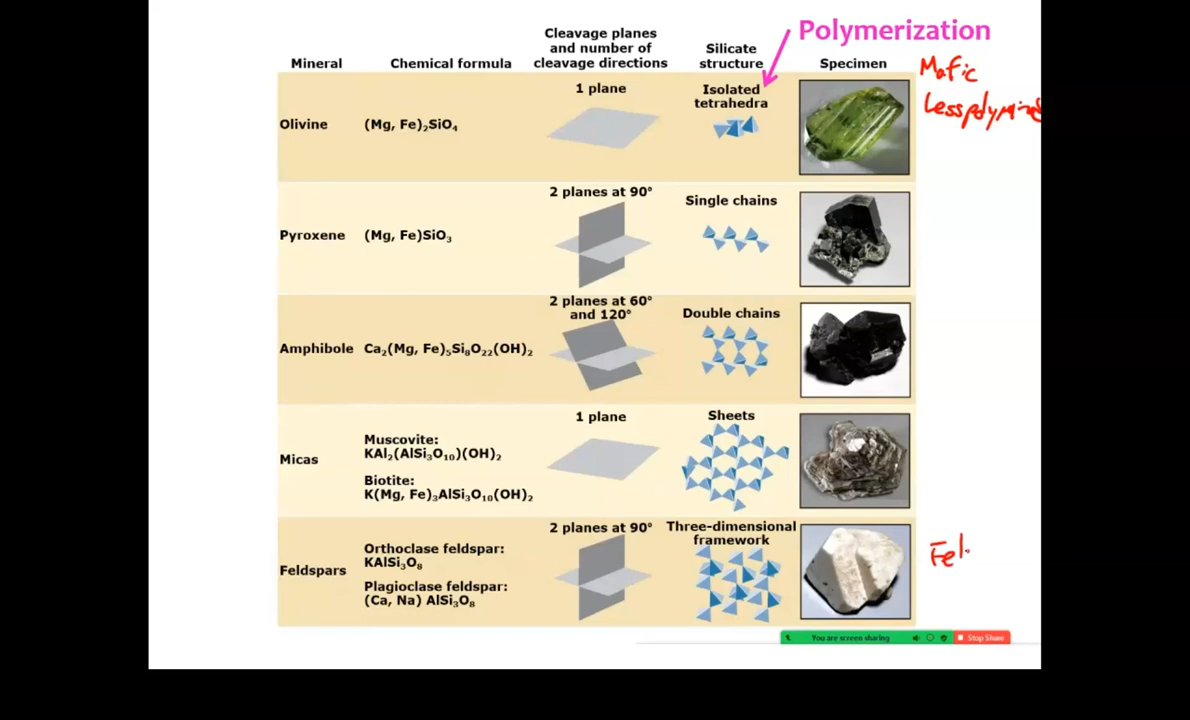 Polymerization
Cleavage planes
and number of
cleavage directions
Silicate
structure
Mineral
Chemical formula
Specimen
Mafic
Less polymized
Olivine
(Mg, Fe)₂SiO₄
1 plane
Isolated
tetrahedra
Pyroxene
(Mg, Fe)SiO₃
2 planes at 90°
Single chains
Amphibole
Ca₂(Mg, Fe)₅Si₈O₂₂(OH)₂
2 planes at 60°
and 120°
Double chains
Micas
Muscovite:
KAl₂(AlSi₃O₁₀)(OH)₂
Biotite:
K(Mg, Fe)₃AlSi₃O₁₀(OH)₂
1 plane
Sheets
Feldspars
Orthoclase feldspar:
KAlSi₃O₈
Plagioclase feldspar:
(Ca, Na) AlSi₃O₈
2 planes at 90°
Three-dimensional
framework
Fel
You are screen sharing
Stop Share